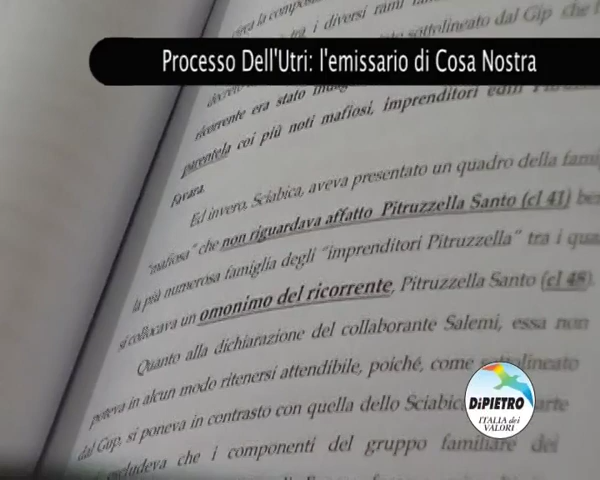 circa la
Processo Dell'Utri: l'emissario di Cosa Nostra
i diversi rami
sottolineato dal Gip che
ricorrente era stato
parentela coi più noti mafiosi, imprenditori edili
Favara.
Ed invero, Sciabica, aveva presentato un quadro della
"mafiosa" che non riguardava affatto Pitruzzella Santo (cl 41)
la più numerosa famiglia degli "imprenditori Pitruzzella" tra i
si collocava un omonimo del ricorrente, Pitruzzella Santo (cl 48).
Quanto alla dichiarazione del collaborante Salemi, essa non
poteva in alcun modo ritenersi attendibile, poiché, come sottolineato
dal Gup, si poneva in contrasto con quella dello
che i componenti del gruppo familiare dei
DiPIETRO
ITALIA dei
VALORI